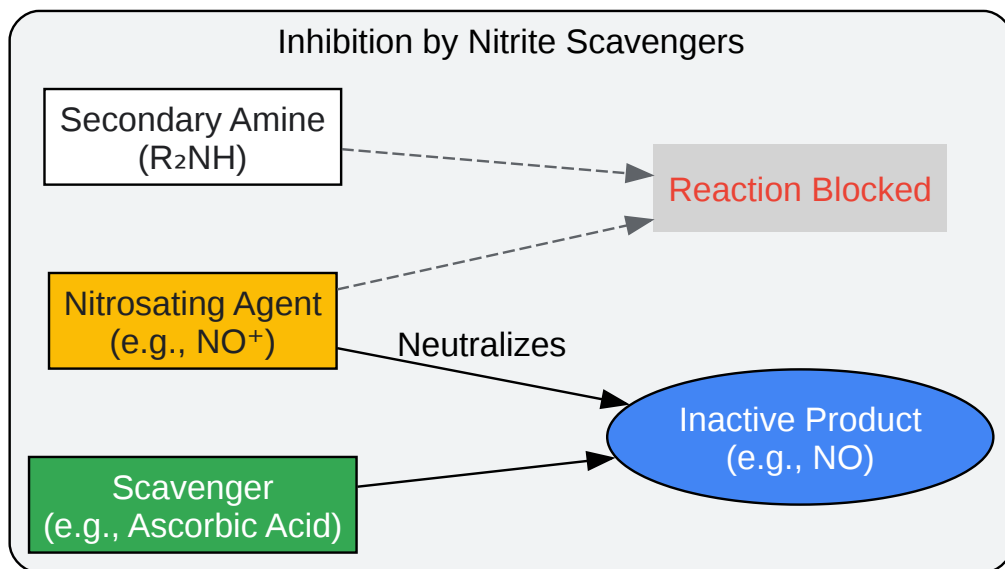 Inhibition by Nitrite Scavengers
Secondary Amine
(R₂NH)
Reaction Blocked
Nitrosating Agent
(e.g., NO⁺)
Neutralizes
Inactive Product
(e.g., NO)
Scavenger
(e.g., Ascorbic Acid)